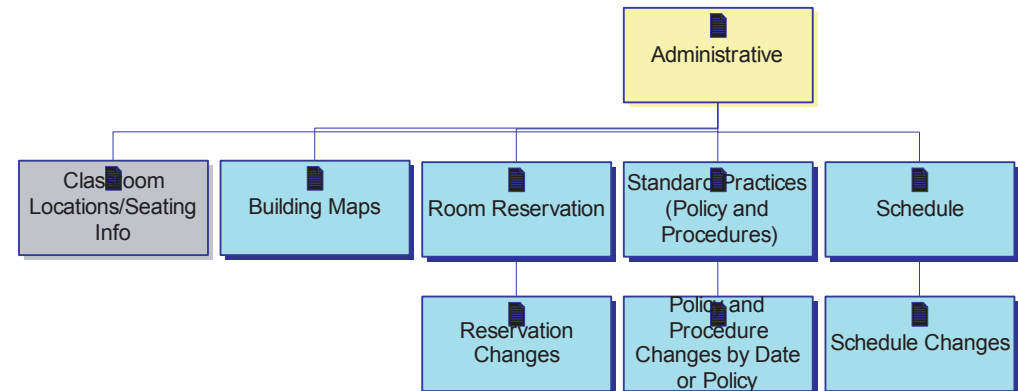 Administrative
Classroom
Locations/Seating
Info
Building Maps
Room Reservation
Standard Practices
(Policy and
Procedures)
Schedule
Reservation
Changes
Policy and
Procedure
Changes by Date
or Policy
Schedule Changes